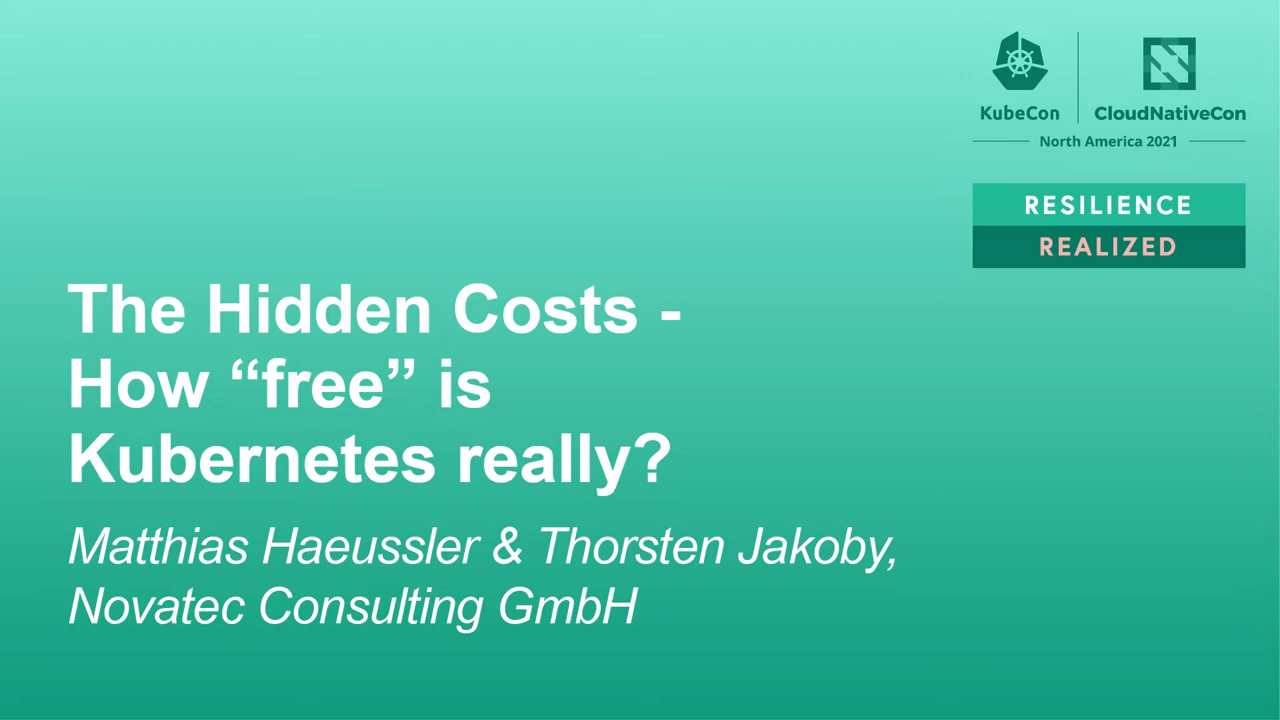 KubeCon
CloudNativeCon
North America 2021
RESILIENCE
REALIZED
The Hidden Costs -
How “free” is
Kubernetes really?
Matthias Haeussler & Thorsten Jakoby,
Novatec Consulting GmbH